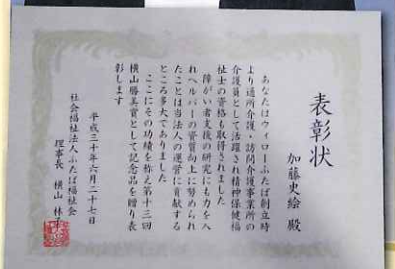 表彰状
加藤史絵 殿
あなたはウィローふたば創立時
より通所介護・訪問介護事業所の
介護員として活躍され精神保健福
祉士の資格も取得されました
障がい者支援の研究にも力を入
れヘルパーの資質向上に努められ
たことは当法人の運営に貢献する
ところ多大でありました
ここにその功績を称え第十三回
横山勝美賞として記念品を贈り表
彰します
平成三十年六月二十七日
社会福祉法人ふたば福祉会
理事長 横山 林